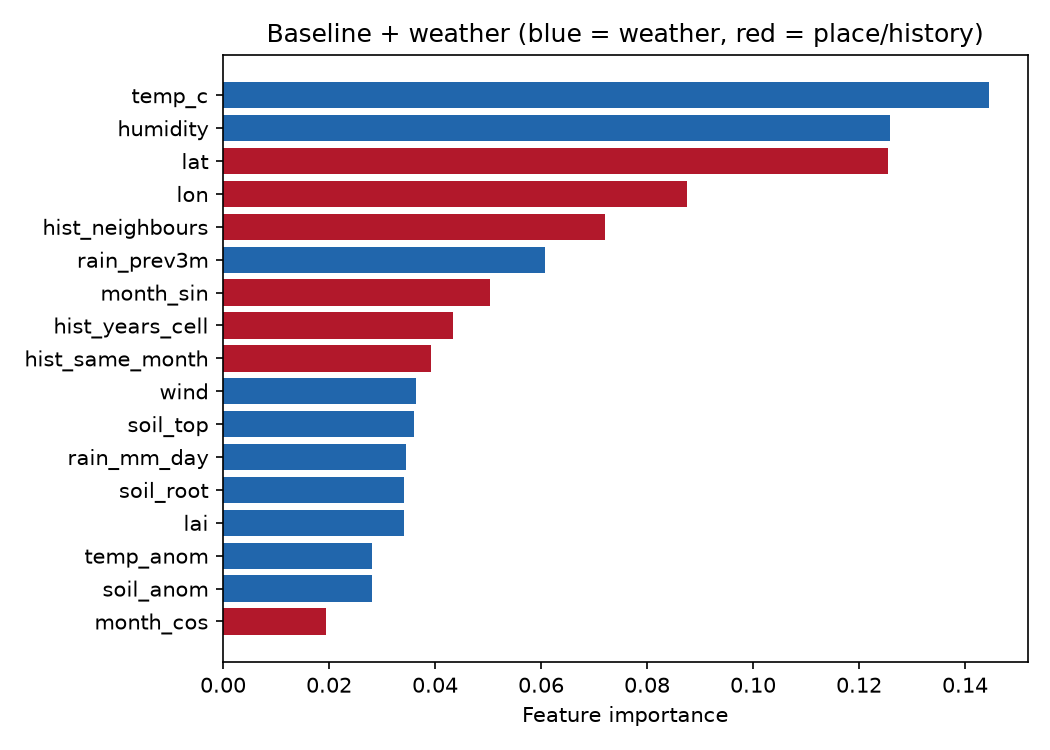 Baseline + weather (blue = weather, red = place/history)
temp_c
humidity
lat
lon
hist_neighbours
rain_prev3m
month_sin
hist_years_cell
hist_same_month
wind
soil_top
rain_mm_day
soil_root
lai
temp_anom
soil_anom
month_cos
0.00 0.02 0.04 0.06 0.08 0.10 0.12 0.14
Feature importance